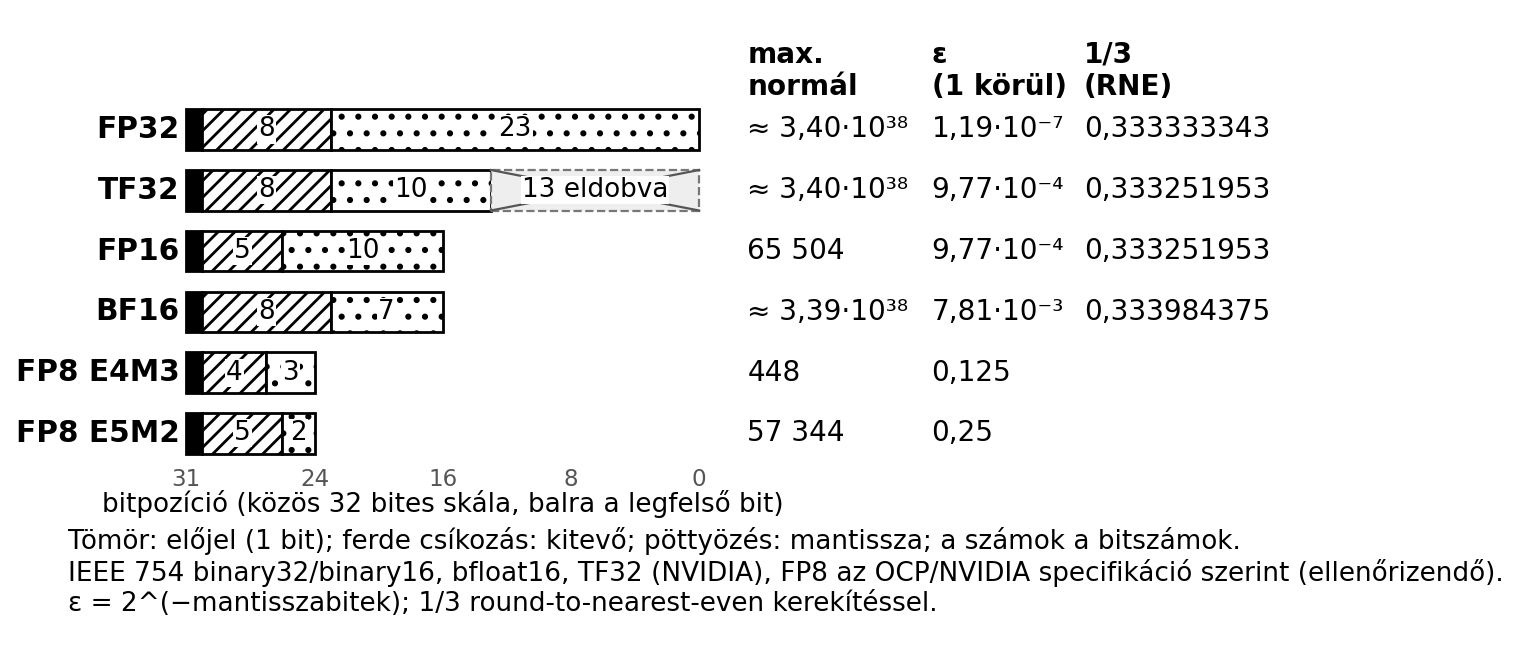 max. ε 1/3
normál (1 körül) (RNE)
FP32 8 23 ≈ 3,40·10³⁸ 1,19·10⁻⁷ 0,333333343
TF32 8 10 13 eldobva ≈ 3,40·10³⁸ 9,77·10⁻⁴ 0,333251953
FP16 5 10 65 504 9,77·10⁻⁴ 0,333251953
BF16 8 7 ≈ 3,39·10³⁸ 7,81·10⁻³ 0,333984375
FP8 E4M3 4 3 448 0,125
FP8 E5M2 5 2 57 344 0,25
31 24 16 8 0
bitpozíció (közös 32 bites skála, balra a legfelső bit)
Tömör: előjel (1 bit); ferde csíkozás: kitevő; pöttyözés: mantissza; a számok a bitszámok.
IEEE 754 binary32/binary16, bfloat16, TF32 (NVIDIA), FP8 az OCP/NVIDIA specifikáció szerint (ellenőrizendő).
ε = 2^(−mantisszabitek); 1/3 round-to-nearest-even kerekítéssel.